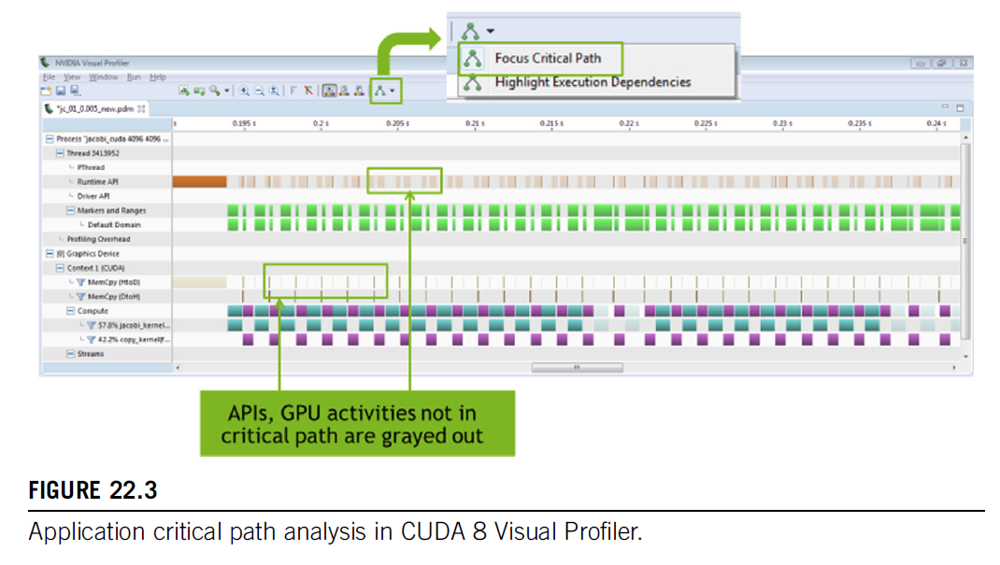 Focus Critical Path
Highlight Execution Dependencies
NVIDIA Visual Profiler
File View Window Run Help
*jc_01_0.005_new.pdm
s 0.195 s 0.2 s 0.205 s 0.21 s 0.215 s 0.22 s 0.225 s 0.23 s 0.235 s 0.24 s
Process "jacobi_cuda 4096 4096 ...
Thread 3413952
PThread
Runtime API
Driver API
Markers and Ranges
Default Domain
Profiling Overhead
[0] Graphics Device
Context 1 (CUDA)
MemCpy (HtoD)
MemCpy (DtoH)
Compute
57.8% jacobi_kernel...
42.2% copy_kernel(f...
Streams
APIs, GPU activities not in
critical path are grayed out
FIGURE 22.3
Application critical path analysis in CUDA 8 Visual Profiler.